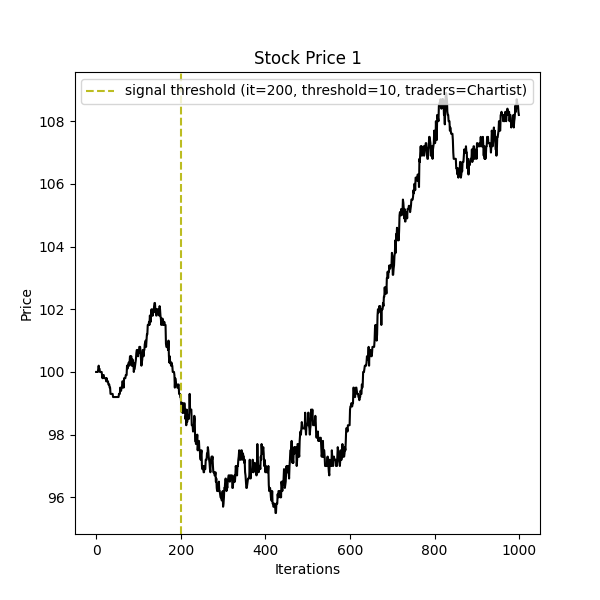 Stock Price 1
signal threshold (it=200, threshold=10, traders=Chartist)
108
106
104
102
100
98
96
Price
0 200 400 600 800 1000
Iterations